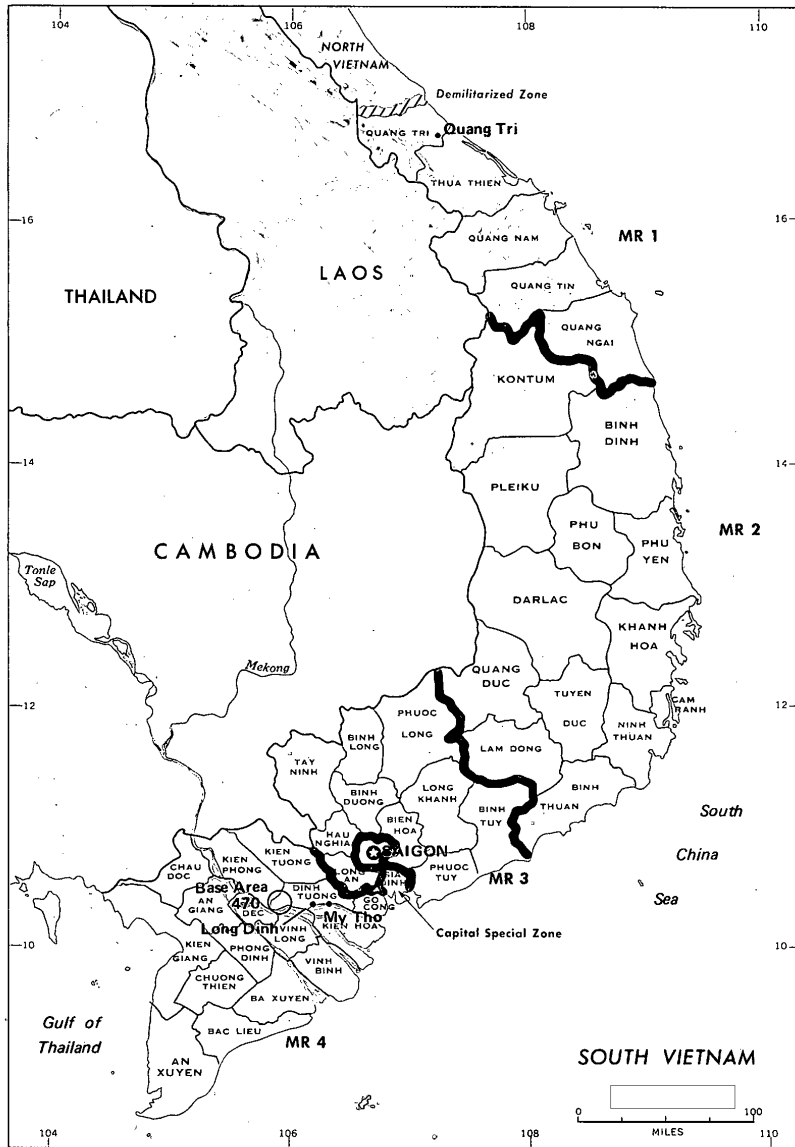 104
106
108
110
NORTH
VIETNAM
Demilitarized Zone
QUANG TRI
Quang Tri
THUA THIEN
16
16
QUANG NAM
MR 1
LAOS
THAILAND
QUANG TIN
QUANG
NGAI
KONTUM
BINH
DINH
14
14
PLEIKU
MR 2
PHU
BON
PHU
YEN
CAMBODIA
Tonle
Sap
DARLAC
KHANH
HOA
Mekong
QUANG
DUC
12
12
TUYEN
DUC
CAM
RANH
NINH
THUAN
PHUOC
LONG
BINH
LONG
LAM DONG
TAY
NINH
BINH
DUONG
LONG
KHANH
BINH
THUAN
BINH
TUY
BIEN
HOA
South
China
Sea
HAU
NGHIA
SAIGON
KIEN
TUONG
PHUOC
TUY
MR 3
CHAU
DOC
KIEN
PHONG
LONG
AN
GIA
DINH
Base Area
470
AN
GIANG
DEC
DINH
TUONG
GO
CONG
My Tho
Long Dinh
VINH
LONG
KIEN HOA
Capital Special Zone
10
10
KIEN
GIANG
PHONG
DINH
VINH
BINH
CHUONG
THIEN
BA XUYEN
Gulf of
Thailand
BAC LIEU
MR 4
AN
XUYEN
SOUTH VIETNAM
0
100
MILES
104
106
108
110